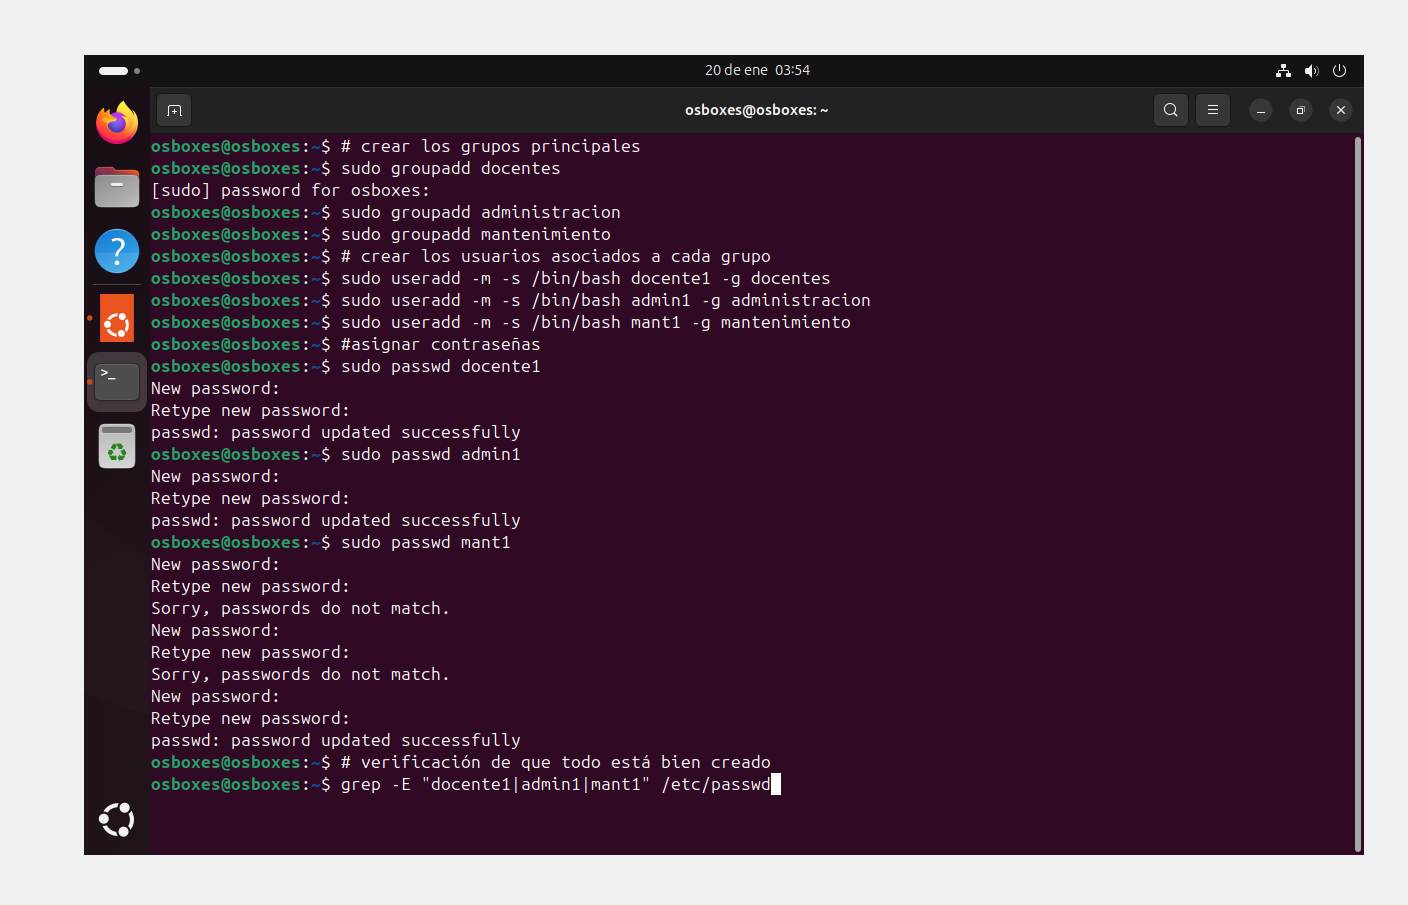 20 de ene 03:54
osboxes@osboxes: ~
osboxes@osboxes:~$ # crear los grupos principales
osboxes@osboxes:~$ sudo groupadd docentes
[sudo] password for osboxes:
osboxes@osboxes:~$ sudo groupadd administracion
osboxes@osboxes:~$ sudo groupadd mantenimiento
osboxes@osboxes:~$ # crear los usuarios asociados a cada grupo
osboxes@osboxes:~$ sudo useradd -m -s /bin/bash docente1 -g docentes
osboxes@osboxes:~$ sudo useradd -m -s /bin/bash admin1 -g administracion
osboxes@osboxes:~$ sudo useradd -m -s /bin/bash mant1 -g mantenimiento
osboxes@osboxes:~$ #asignar contraseñas
osboxes@osboxes:~$ sudo passwd docente1
New password:
Retype new password:
passwd: password updated successfully
osboxes@osboxes:~$ sudo passwd admin1
New password:
Retype new password:
passwd: password updated successfully
osboxes@osboxes:~$ sudo passwd mant1
New password:
Retype new password:
Sorry, passwords do not match.
New password:
Retype new password:
Sorry, passwords do not match.
New password:
Retype new password:
passwd: password updated successfully
osboxes@osboxes:~$ # verificación de que todo está bien creado
osboxes@osboxes:~$ grep -E "docente1|admin1|mant1" /etc/passwd